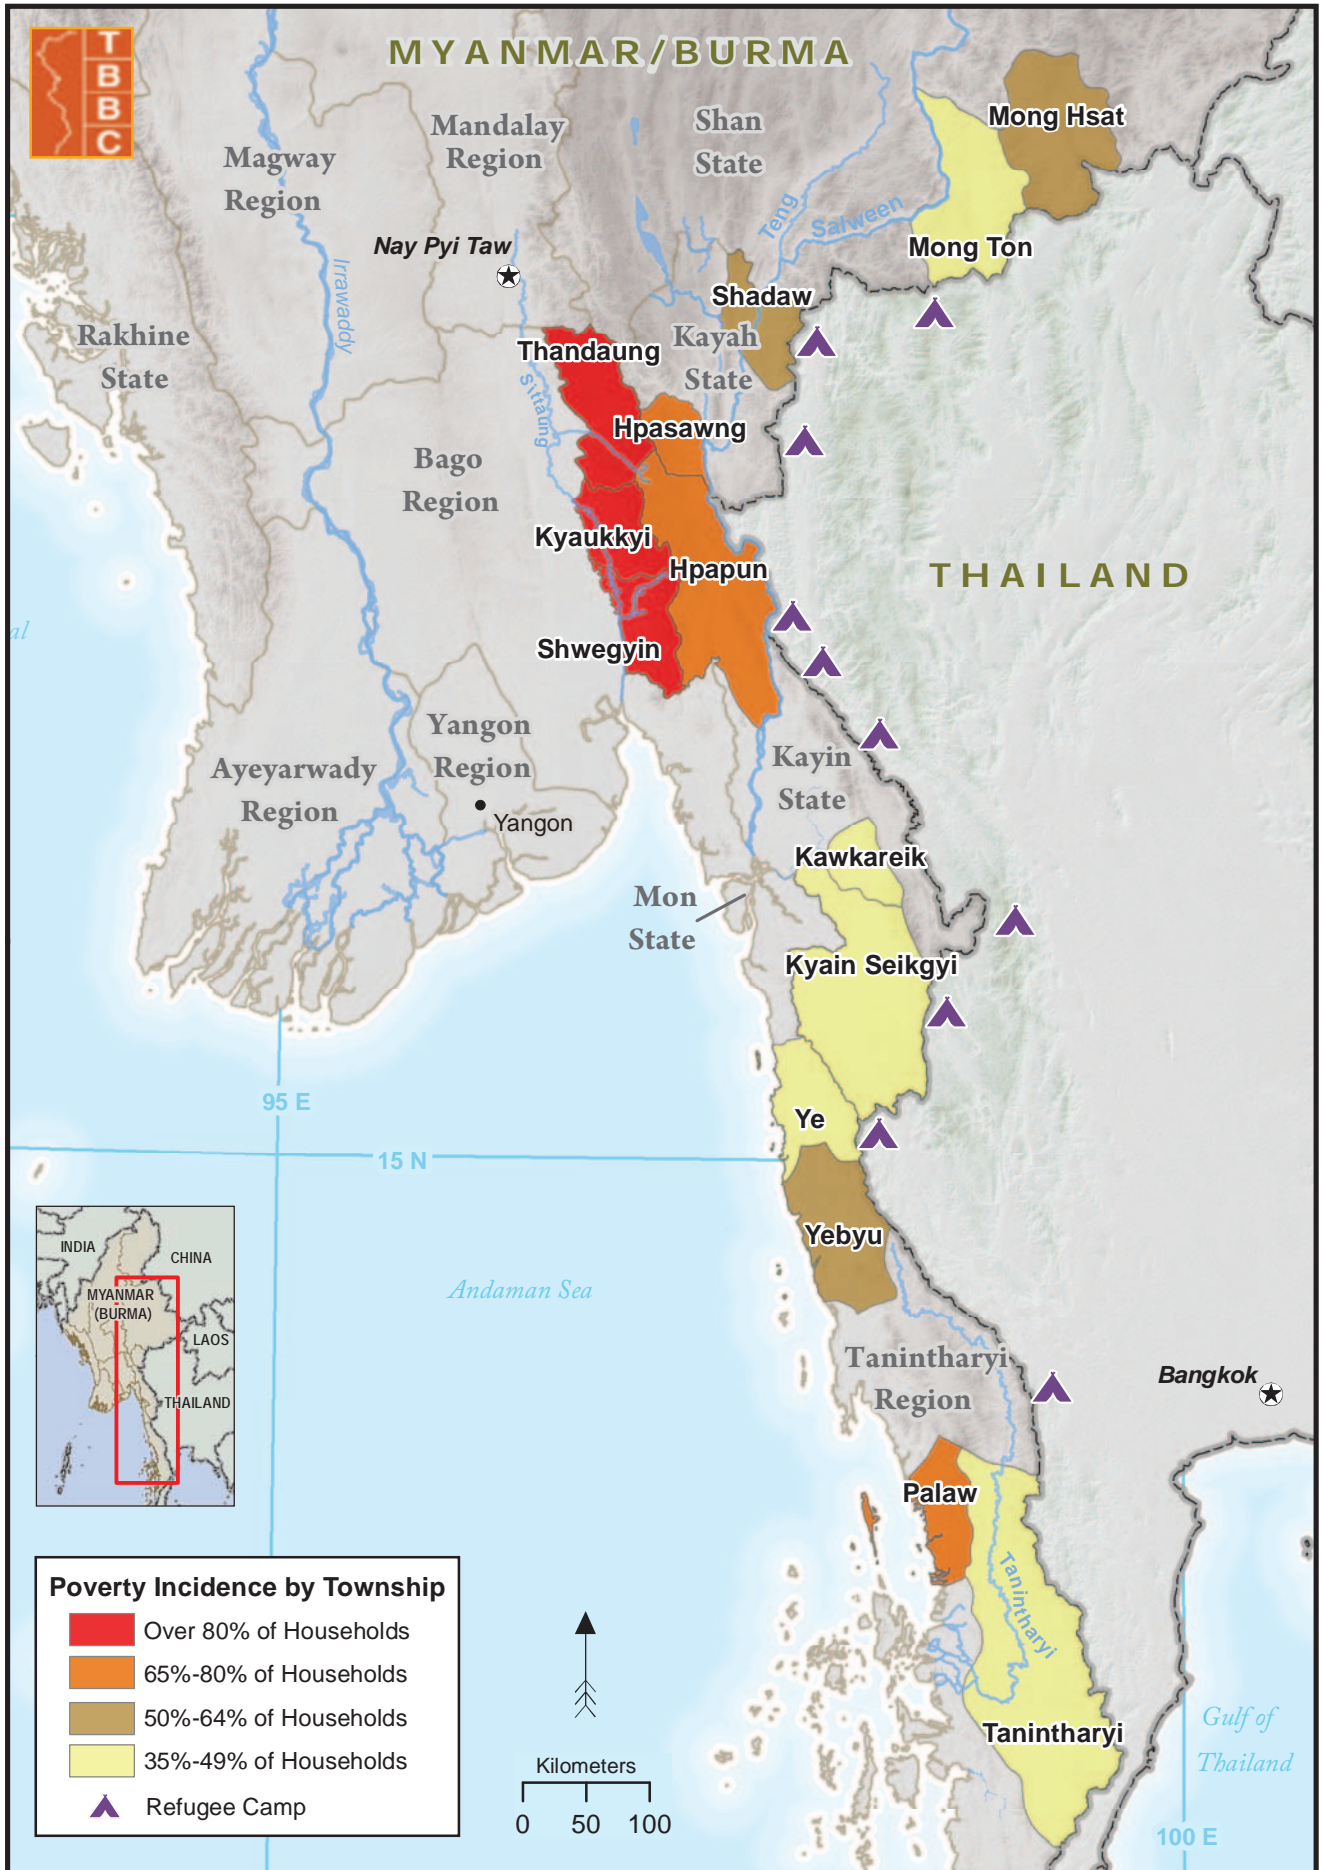 T
B
B
C
MYANMAR/BURMA
Mandalay
Region
Shan
State
Mong Hsat
Magway
Region
Teng
Salween
Nay Pyi Taw
Mong Ton
Irrawaddy
Shadaw
Rakhine
State
Thandaung
Kayah
State
Sittaung
Hpasawng
Bago
Region
Kyaukkyi
Hpapun
THAILAND
al
Shwegyin
Yangon
Region
Kayin
State
Ayeyarwady
Region
Yangon
Kawkareik
Mon
State
Kyain Seikgyi
95 E
Ye
15 N
Yebyu
INDIA
CHINA
MYANMAR
(BURMA)
LAOS
THAILAND
Andaman Sea
Tanintharyi
Region
Bangkok
Palaw
Tanintharyi
Tanintharyi
Gulf of
Thailand
100 E
Poverty Incidence by Township
Over 80% of Households
65%-80% of Households
50%-64% of Households
35%-49% of Households
Refugee Camp
Kilometers
0 50 100